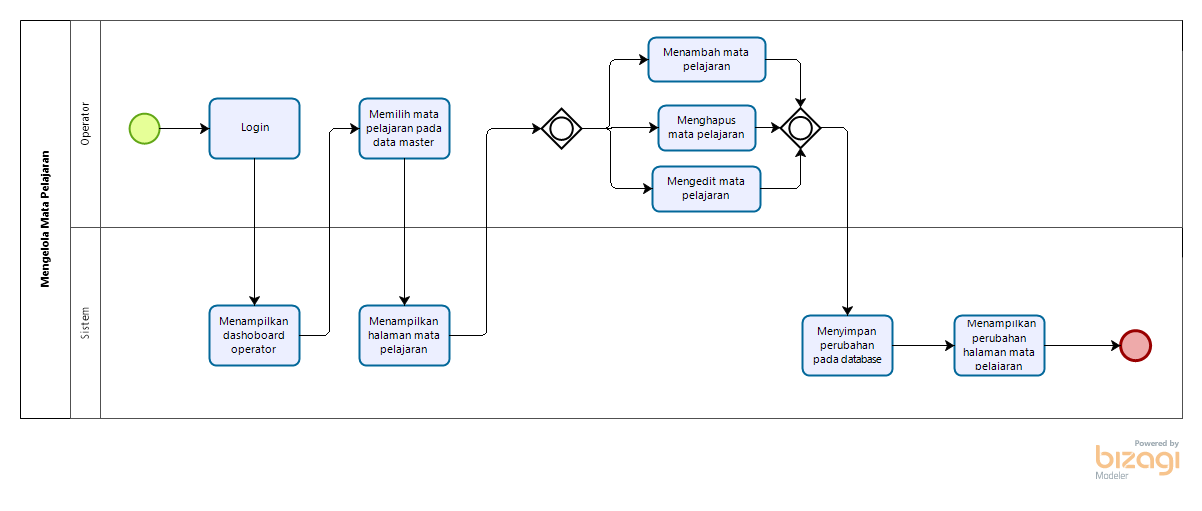 Mengelola Mata Pelajaran
Operator
Login
Memilih mata
pelajaran pada
data master
Menambah mata
pelajaran
Menghapus
mata pelajaran
Mengedit mata
pelajaran
Sistem
Menampilkan
dashoboard
operator
Menampilkan
halaman mata
pelajaran
Menyimpan
perubahan
pada database
Menampilkan
perubahan
halaman mata
pelajaran
Powered by
bizagi
Modeler